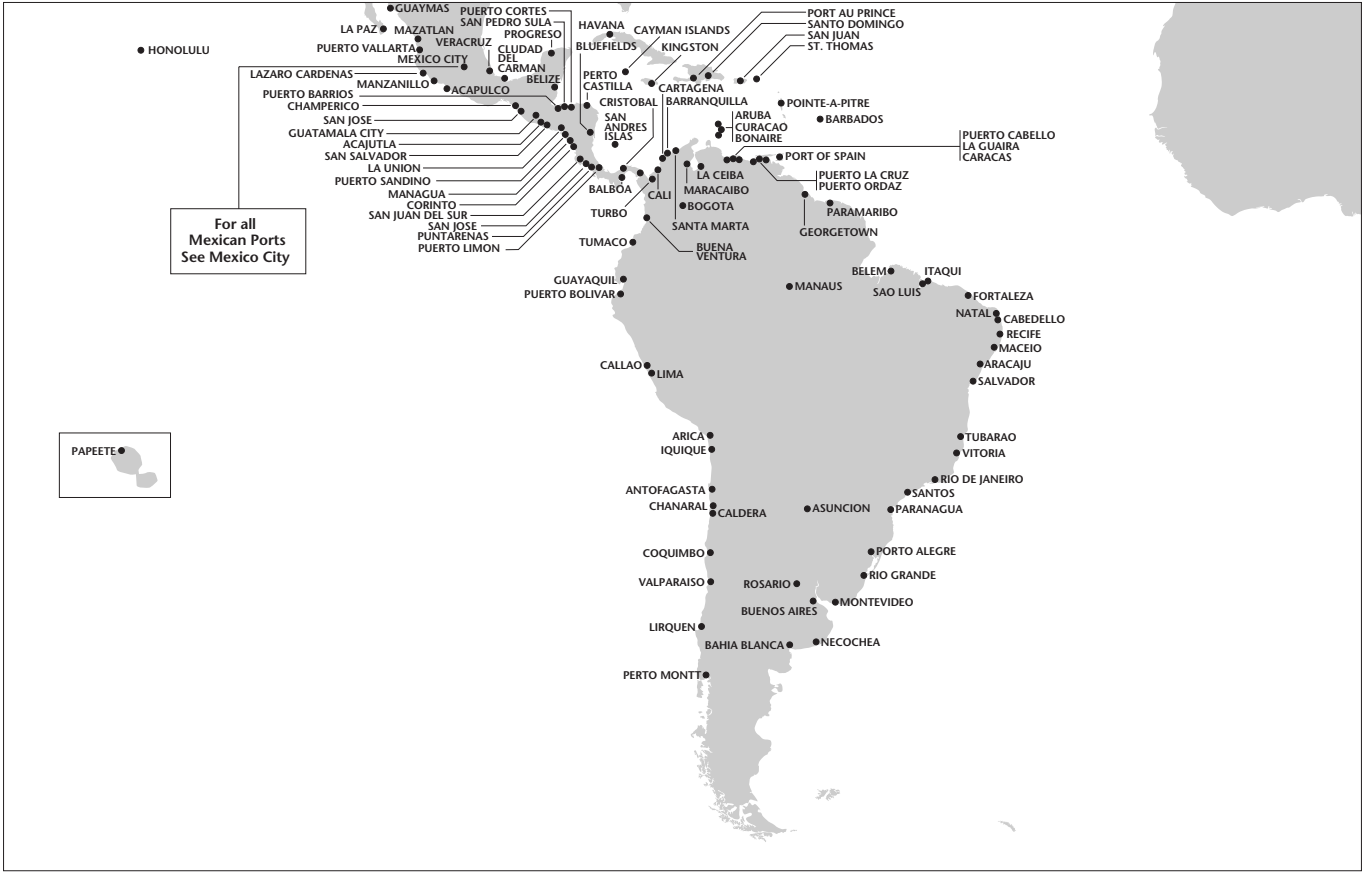 GUAYMAS
LA PAZ
MAZATLAN
HONOLULU
PUERTO VALLARTA
VERACRUZ
MEXICO CITY
LAZARO CARDENAS
MANZANILLO
ACAPULCO
PUERTO CORTES
SAN PEDRO SULA
PROGRESO
CLUDAD
DEL
CARMAN
BELIZE
HAVANA
BLUEFIELDS
CAYMAN ISLANDS
KINGSTON
PORT AU PRINCE
SANTO DOMINGO
SAN JUAN
ST. THOMAS
PERTO
CASTILLA
CRISTOBAL
SAN
ANDRES
ISLAS
CARTAGENA
BARRANQUILLA
POINTE-A-PITRE
BARBADOS
ARUBA
CURACAO
BONAIRE
PUERTO CABELLO
LA GUAIRA
CARACAS
PORT OF SPAIN
PUERTO LA CRUZ
PUERTO ORDAZ
PUERTO BARRIOS
CHAMPERICO
SAN JOSE
GUATAMALA CITY
ACAJUTLA
SAN SALVADOR
LA UNION
PUERTO SANDINO
MANAGUA
CORINTO
SAN JUAN DEL SUR
SAN JOSE
PUNTARENAS
PUERTO LIMON
For all
Mexican Ports
See Mexico City
BALBOA
TURBO
CALI
LA CEIBA
MARACAIBO
BOGOTA
SANTA MARTA
BUENA
VENTURA
TUMACO
PARAMARIBO
GEORGETOWN
GUAYAQUIL
PUERTO BOLIVAR
MANAUS
BELEM
ITAQUI
SAO LUIS
FORTALEZA
NATAL
CABEDELLO
RECIFE
MACEIO
ARACAJU
SALVADOR
CALLAO
LIMA
PAPEETE
ARICA
IQUIQUE
TUBARAO
VITORIA
RIO DE JANEIRO
SANTOS
PARANAGUA
ANTOFAGASTA
CHANARAL
CALDERA
ASUNCION
COQUIMBO
PORTO ALEGRE
VALPARAISO
RIO GRANDE
ROSARIO
BUENOS AIRES
MONTEVIDEO
LIRQUEN
BAHIA BLANCA
NECOCHEA
PERTO MONTT